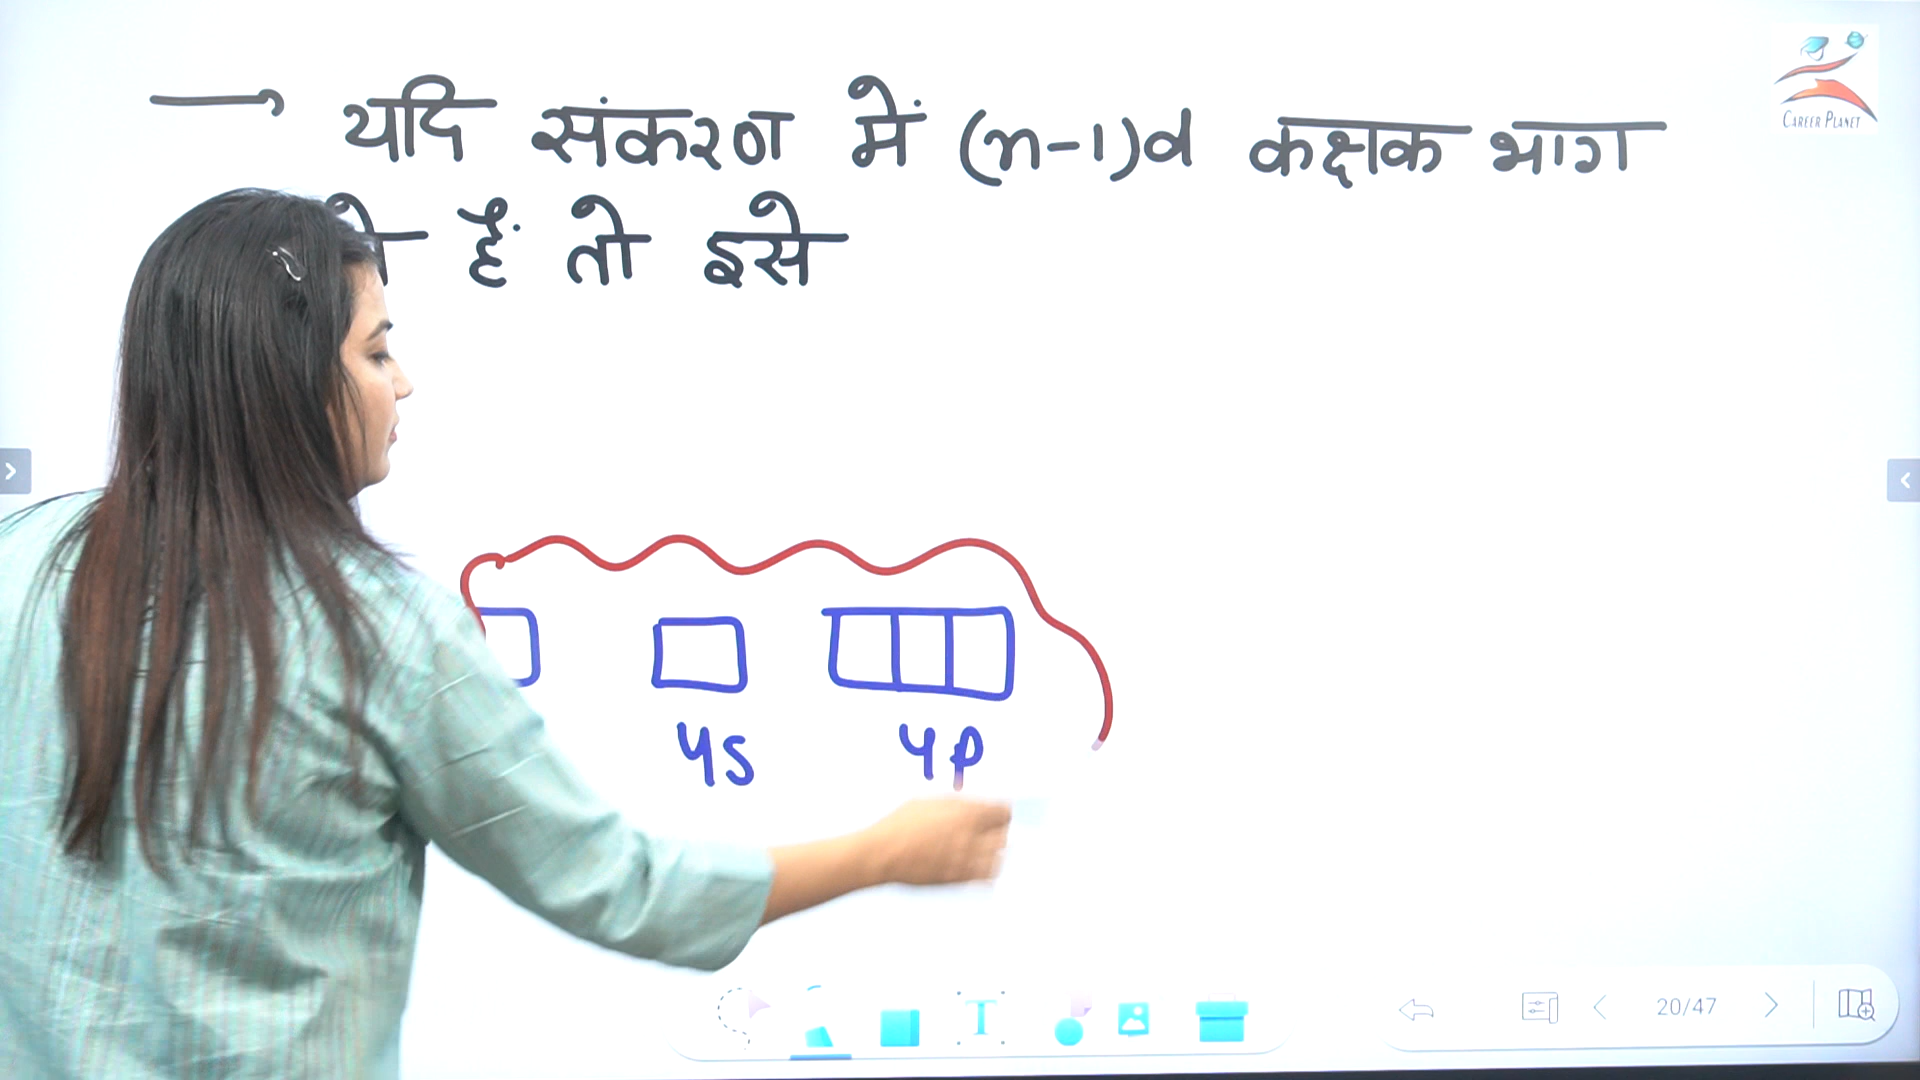 → यदि संकरण में (n-1)d कक्षक भाग
हैं तो इसे
4s 4p
CAREER PLANET
20/47